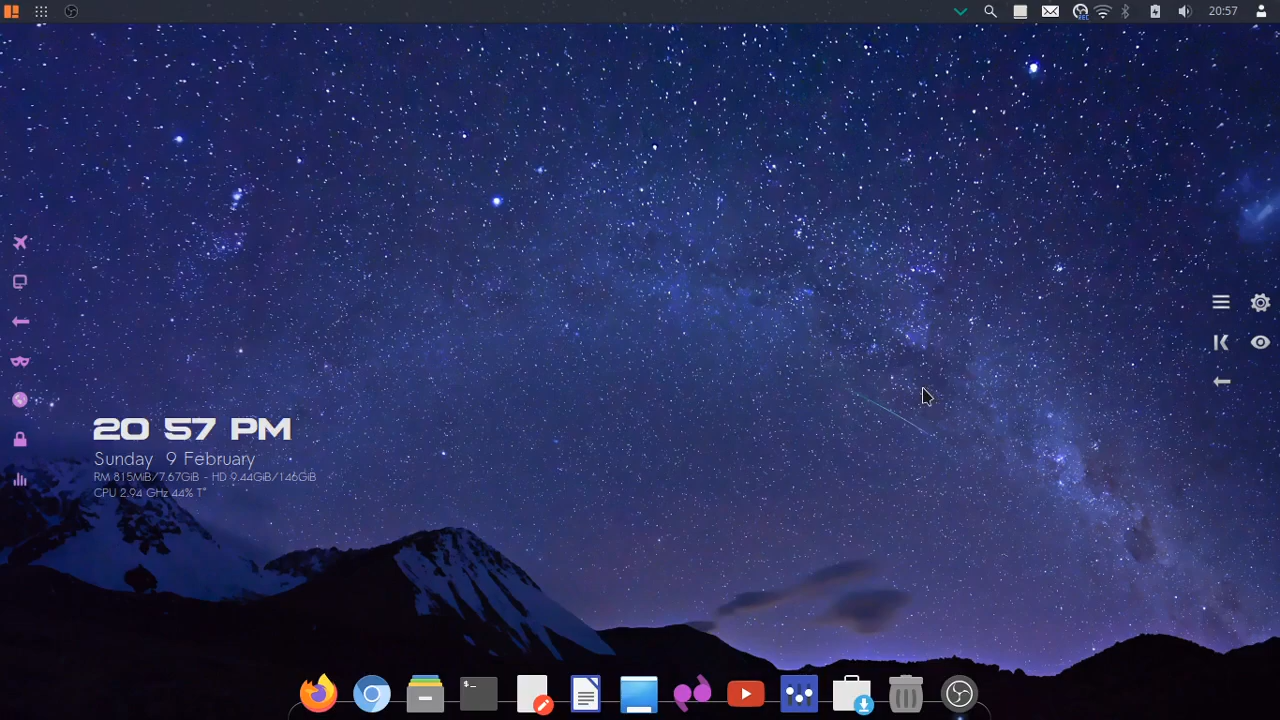 REC
20:57
20 57 PM
Sunday 9 February
RM 815MiB/7.67GiB - HD 9.44GiB/146GiB
CPU 2.94 GHz 44% T°
$_